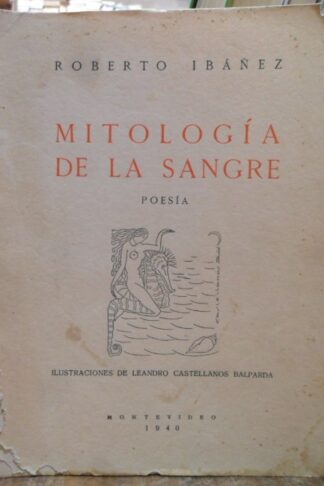 ROBERTO IBÁÑEZ
MITOLOGÍA
DE LA SANGRE
POESÍA
ILUSTRACIONES DE LEANDRO CASTELLANOS BALPARDA
MONTEVIDEO
1940